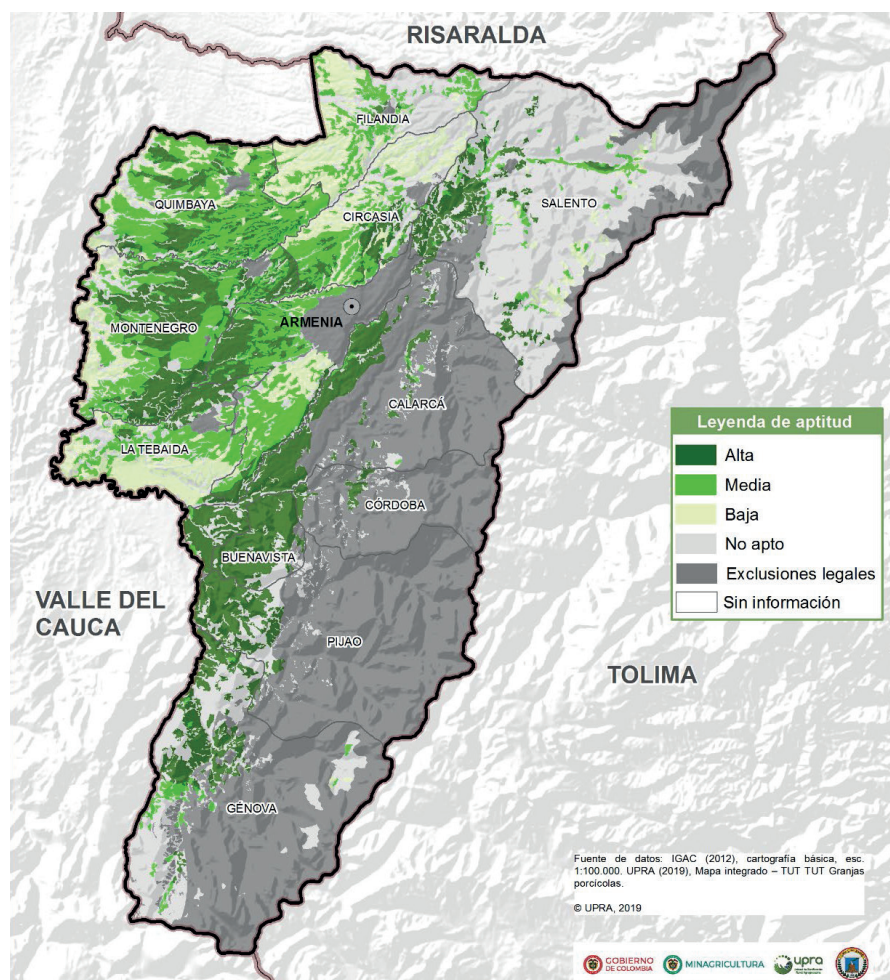 RISARALDA
FILANDIA
QUIMBAYA
CIRCASIA
SALENTO
MONTENEGRO
ARMENIA
CALARCÁ
LA TEBAIDA
CÓRDOBA
BUENAVISTA
VALLE DEL
CAUCA
PIJAO
TOLIMA
GÉNOVA
Leyenda de aptitud
Alta
Media
Baja
No apto
Exclusiones legales
Sin información
Fuente de datos: IGAC (2012), cartografía básica, esc.
1:100.000. UPRA (2019), Mapa integrado – TUT TUT Granjas
porcícolas.
© UPRA, 2019
GOBIERNO
DE COLOMBIA
MINAGRICULTURA
upra